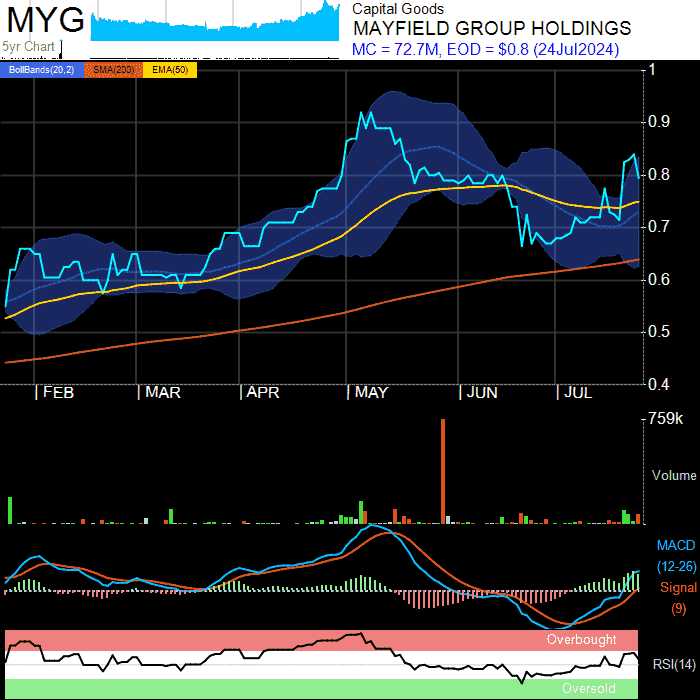 MYG
5yr Chart
Capital Goods
MAYFIELD GROUP HOLDINGS
MC = 72.7M, EOD = $0.8 (24Jul2024)
BollBands(20,2) SMA(200) EMA(50)
1
0.9
0.8
0.7
0.6
0.5
0.4
FEB MAR APR MAY JUN JUL
759k
Volume
MACD
(12-26)
Signal
(9)
Overbought
RSI(14)
Oversold